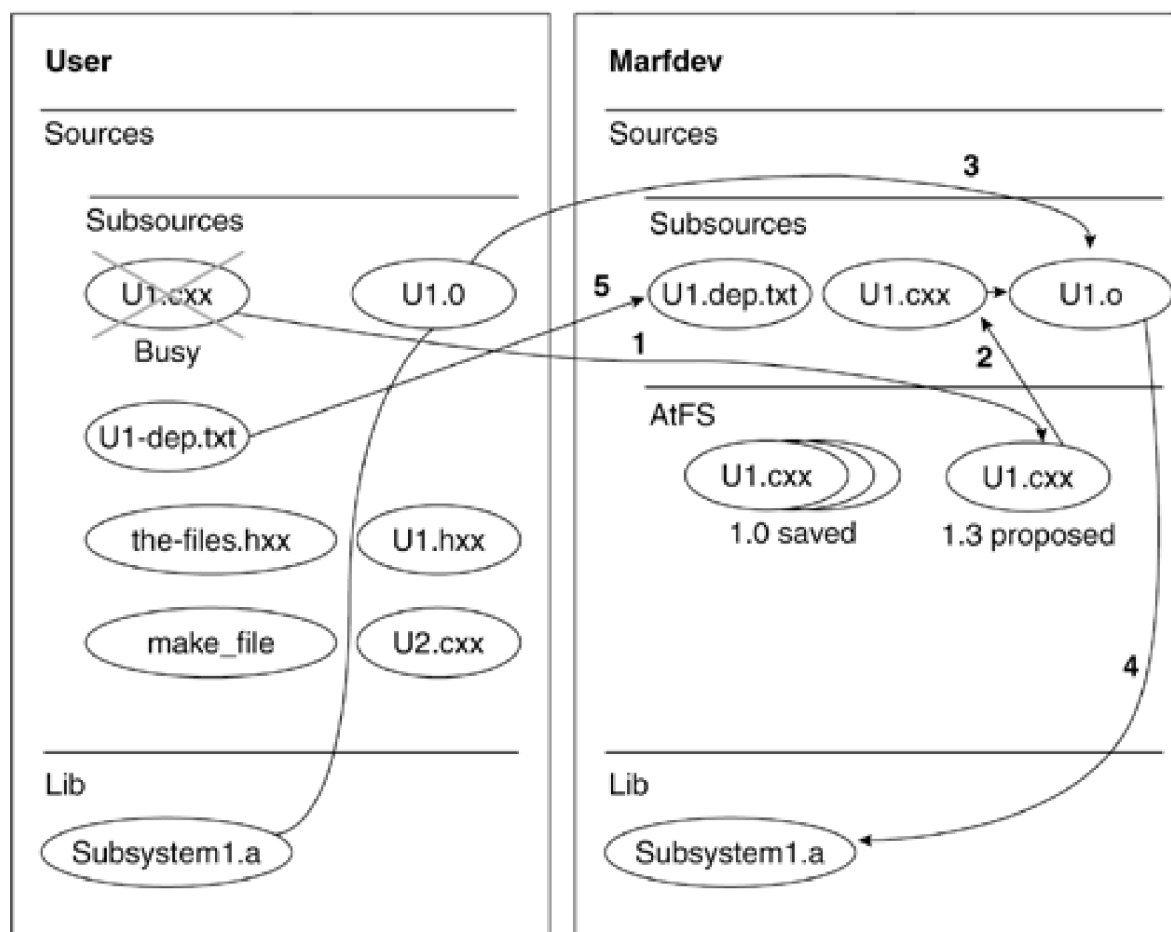 User
Sources
Subsources
U1.cxx
U1.0
Busy
U1-dep.txt
the-files.hxx
U1.hxx
make_file
U2.cxx
Lib
Subsystem1.a
Marfdev
Sources
3
Subsources
5
U1.dep.txt
U1.cxx
U1.o
1
2
AtFS
U1.cxx
U1.cxx
1.0 saved
1.3 proposed
4
Lib
Subsystem1.a